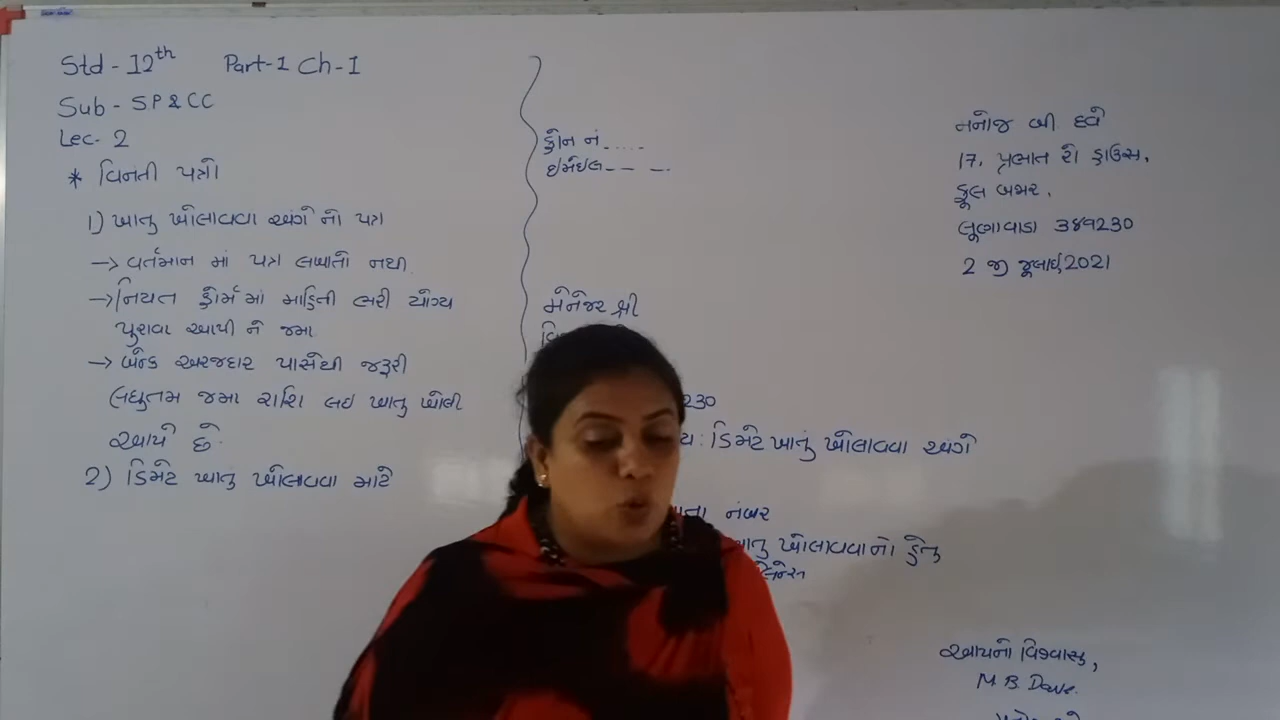 Std - 12th Part-1 Ch-1
Sub - SP & CC
Lec. 2
* વિનંતી પત્રો
1) ખાતુ ખોલાવવા અંગે નો પત્ર
→ વર્તમાન માં પત્ર લખાતો નથી.
→ નિયત ફોર્મ માં માહિતી ભરી યોગ્ય
પુરાવા આપી ને જમા
→ બેન્ક અરજદાર પાસેથી જરૂરી
લઘુતમ જમા રાશિ લઇ ખાતુ ખોલી
આપે છે.
2) ડિમેટ ખાતુ ખોલાવવા માટે
ફોન નં.....
ઇમેઇલ-- --.
મનોજ બી દવે
17, પ્રભાત રો હાઉસ,
ફૂલ બજાર,
લૂણાવાડા 389230
2 જી જૂલાઇ 2021
મેનેજર શ્રી
230
ય: ડિમેટ ખાતું ખોલાવવા અંગે
નંબર
ખાતુ ખોલાવવાનો હેતુ
આપનો વિશ્વાસુ,
M. B. Dave.